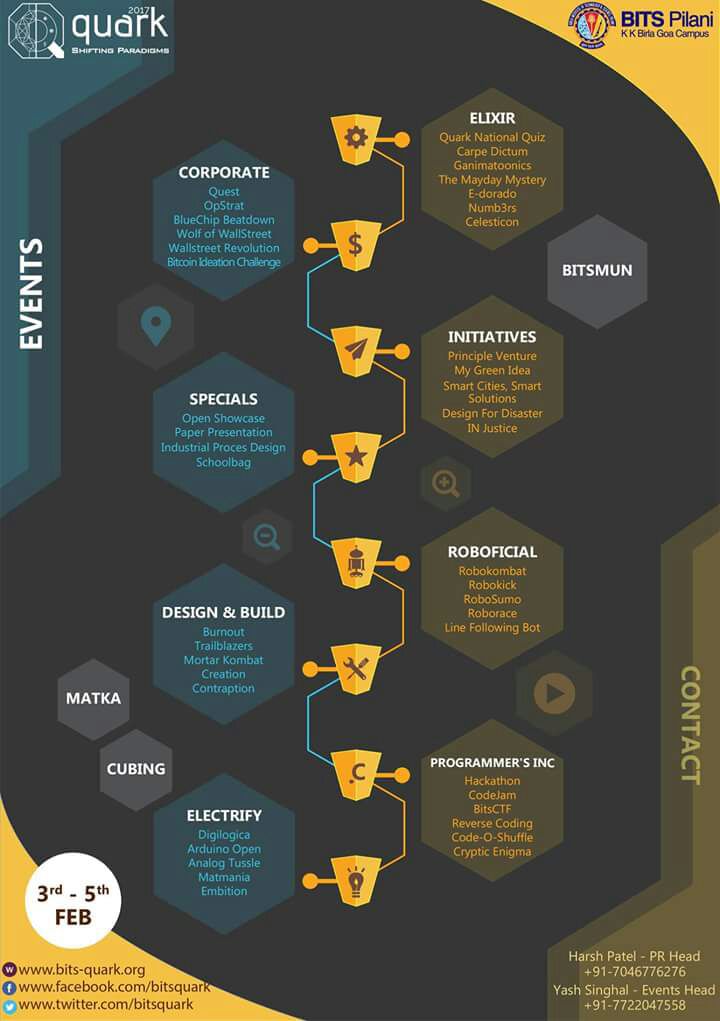 2017
quark
SHIFTING PARADIGMS
BITS Pilani
K K Birla Goa Campus
EVENTS
ELIXIR
Quark National Quiz
Carpe Dictum
Ganimatoonics
The Mayday Mystery
E-dorado
Numb3rs
Celesticon
CORPORATE
Quest
OpStrat
BlueChip Beatdown
Wolf of WallStreet
Wallstreet Revolution
Bitcoin Ideation Challenge
$
BITSMUN
INITIATIVES
Principle Venture
My Green Idea
Smart Cities, Smart
Solutions
Design For Disaster
IN Justice
SPECIALS
Open Showcase
Paper Presentation
Industrial Proces Design
Schoolbag
ROBOFICIAL
Robokombat
Robokick
RoboSumo
Roborace
Line Following Bot
DESIGN & BUILD
Burnout
Trailblazers
Mortar Kombat
Creation
Contraption
MATKA
CUBING
PROGRAMMER'S INC
Hackathon
CodeJam
BitsCTF
Reverse Coding
Code-O-Shuffle
Cryptic Enigma
.C
ELECTRIFY
Digilogica
Arduino Open
Analog Tussle
Matmania
Embition
CONTACT
3rd - 5th
FEB
www.bits-quark.org
www.facebook.com/bitsquark
www.twitter.com/bitsquark
Harsh Patel - PR Head
+91-7046776276
Yash Singhal - Events Head
+91-7722047558